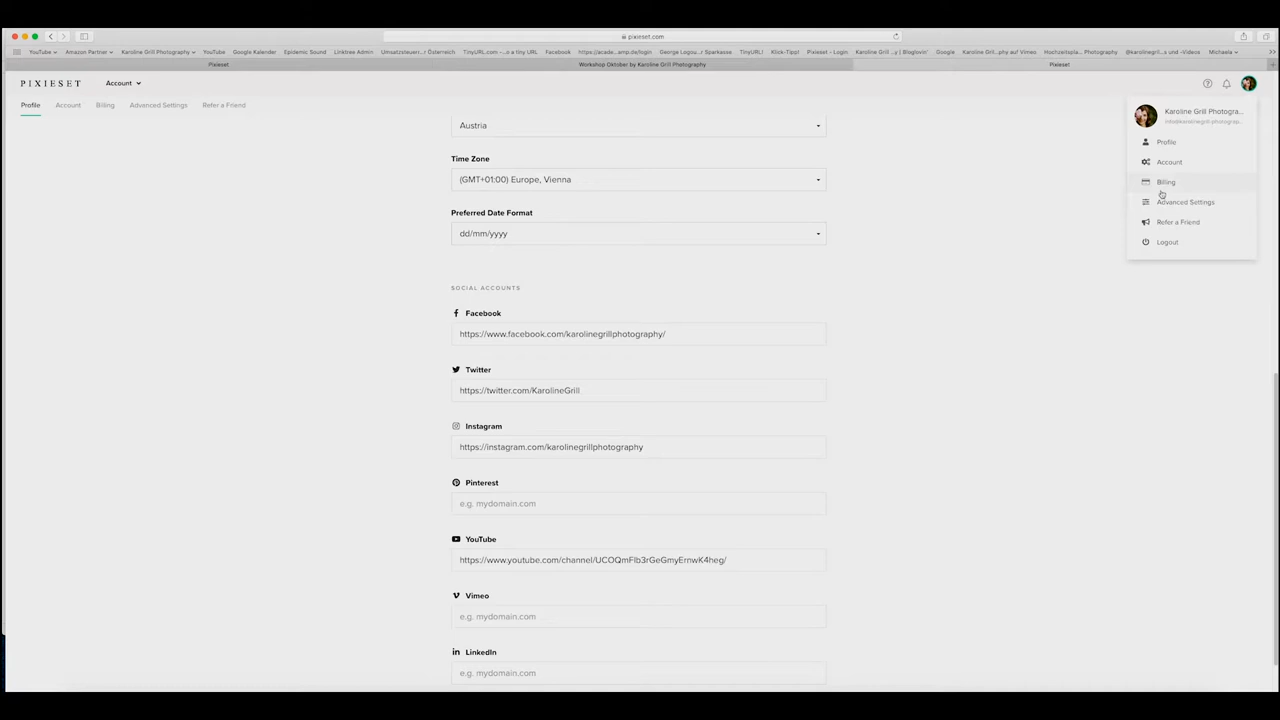 pixieset.com
YouTube
Amazon Partner
Karoline Grill Photography
YouTube
Google Kalender
Epidemic Sound
Linktree Admin
Umsatzsteuerr... Österreich
TinyURL.com –...o a tiny URL
Facebook
https://acade...amp.de/login
George Logou...r Sparkasse
TinyURL!
Klick-Tipp!
Pixieset - Login
Karoline Grill ...y | Bloglovin'
Google
Karoline Grill...phy auf Vimeo
Hochzeitspla... Photography
@karolinegril...s und -Videos
Michaela
Pixieset
Workshop Oktober by Karoline Grill Photography
Pixieset
PIXIESET
Account
Profile
Account
Billing
Advanced Settings
Refer a Friend
Karoline Grill Photogra...
info@karolinegrill-photograp...
Profile
Account
Billing
Advanced Settings
Refer a Friend
Logout
Austria
Time Zone
(GMT+01:00) Europe, Vienna
Preferred Date Format
dd/mm/yyyy
SOCIAL ACCOUNTS
Facebook
https://www.facebook.com/karolinegrillphotography/
Twitter
https://twitter.com/KarolineGrill
Instagram
https://instagram.com/karolinegrillphotography
Pinterest
e.g. mydomain.com
YouTube
https://www.youtube.com/channel/UCOQmFlb3rGeGmyErnwK4heg/
Vimeo
e.g. mydomain.com
LinkedIn
e.g. mydomain.com